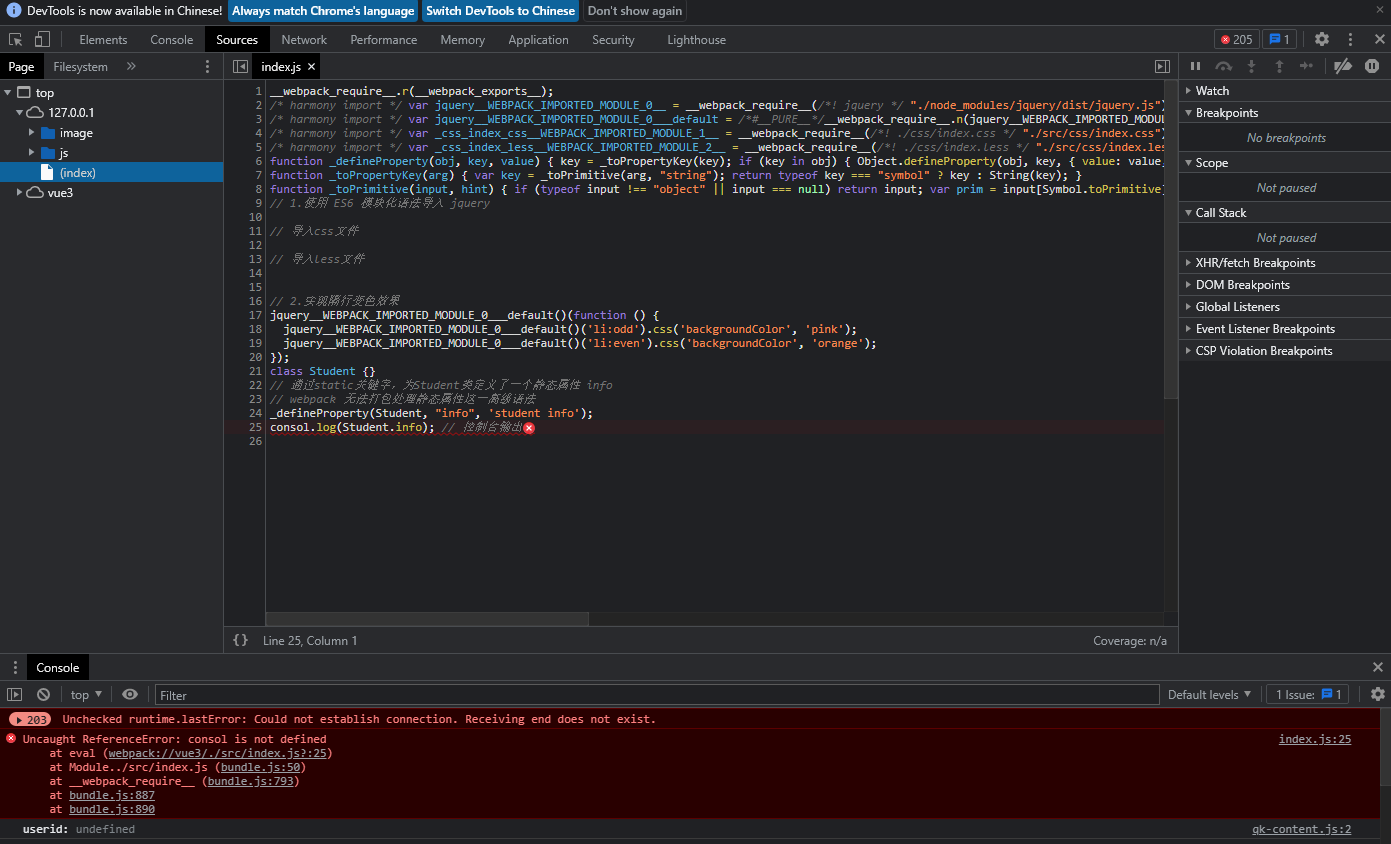 DevTools is now available in Chinese! Always match Chrome's language Switch DevTools to Chinese Don't show again
Elements Console Sources Network Performance Memory Application Security Lighthouse 205 1
Page Filesystem index.js
top
127.0.0.1
image
js
(index)
vue3
1 __webpack_require__.r(__webpack_exports__);
2 /* harmony import */ var jquery__WEBPACK_IMPORTED_MODULE_0__ = __webpack_require__(/*! jquery */ "./node_modules/jquery/dist/jquery.js")
3 /* harmony import */ var jquery__WEBPACK_IMPORTED_MODULE_0___default = /*#__PURE__*/__webpack_require__.n(jquery__WEBPACK_IMPORTED_MODU
4 /* harmony import */ var _css_index_css__WEBPACK_IMPORTED_MODULE_1__ = __webpack_require__(/*! ./css/index.css */ "./src/css/index.css")
5 /* harmony import */ var _css_index_less__WEBPACK_IMPORTED_MODULE_2__ = __webpack_require__(/*! ./css/index.less */ "./src/css/index.les
6 function _defineProperty(obj, key, value) { key = _toPropertyKey(key); if (key in obj) { Object.defineProperty(obj, key, { value: value,
7 function _toPropertyKey(arg) { var key = _toPrimitive(arg, "string"); return typeof key === "symbol" ? key : String(key); }
8 function _toPrimitive(input, hint) { if (typeof input !== "object" || input === null) return input; var prim = input[Symbol.toPrimitive]
9 // 1.使用 ES6 模块化语法导入 jquery
10
11 // 导入css文件
12
13 // 导入less文件
14
15
16 // 2.实现隔行变色效果
17 jquery__WEBPACK_IMPORTED_MODULE_0___default()(function () {
18 jquery__WEBPACK_IMPORTED_MODULE_0___default()('li:odd').css('backgroundColor', 'pink');
19 jquery__WEBPACK_IMPORTED_MODULE_0___default()('li:even').css('backgroundColor', 'orange');
20 });
21 class Student {}
22 // 通过static关键字，为Student类定义了一个静态属性 info
23 // webpack 无法打包处理静态属性这一高级语法
24 _defineProperty(Student, "info", 'student info');
25 consol.log(Student.info); // 控制台输出
26
{} Line 25, Column 1 Coverage: n/a
Watch
Breakpoints
No breakpoints
Scope
Not paused
Call Stack
Not paused
XHR/fetch Breakpoints
DOM Breakpoints
Global Listeners
Event Listener Breakpoints
CSP Violation Breakpoints
Console
top Filter Default levels 1 Issue: 1
203 Unchecked runtime.lastError: Could not establish connection. Receiving end does not exist.
Uncaught ReferenceError: consol is not defined index.js:25
at eval (webpack://vue3/./src/index.js?:25)
at Module../src/index.js (bundle.js:50)
at __webpack_require__ (bundle.js:793)
at bundle.js:887
at bundle.js:890
userid: undefined qk-content.js:2